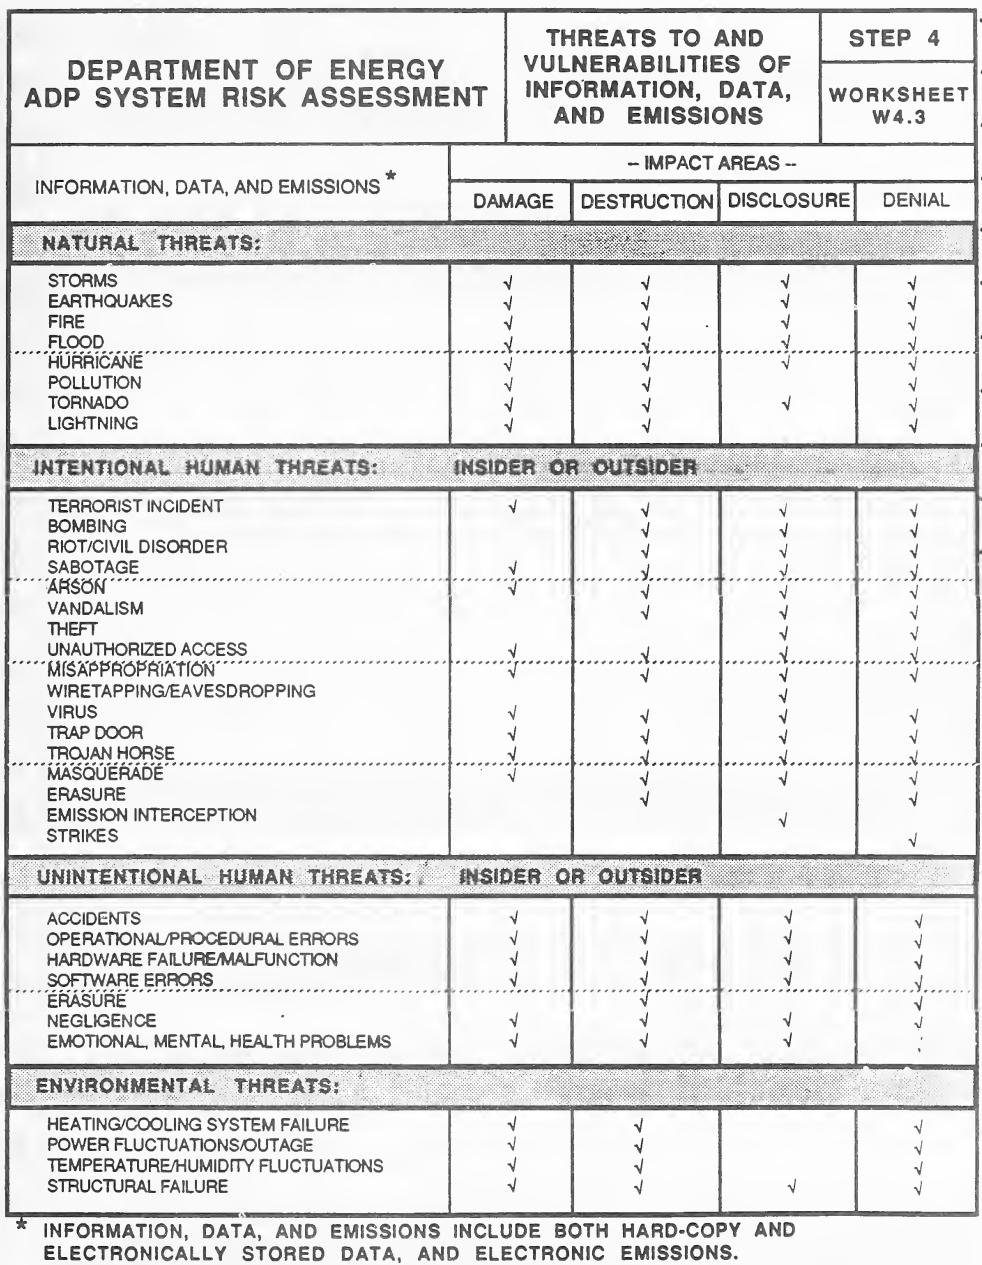 DEPARTMENT OF ENERGY
ADP SYSTEM RISK ASSESSMENT
THREATS TO AND
VULNERABILITIES OF
INFORMATION, DATA,
AND EMISSIONS
STEP 4
WORKSHEET
W4.3
INFORMATION, DATA, AND EMISSIONS *
-- IMPACT AREAS --
DAMAGE DESTRUCTION DISCLOSURE DENIAL
NATURAL THREATS:
STORMS √ √ √ √
EARTHQUAKES √ √ √ √
FIRE √ √ √ √
FLOOD √ √ √ √
HURRICANE √ √ √ √
POLLUTION √ √ √
TORNADO √ √ √ √
LIGHTNING √ √ √
INTENTIONAL HUMAN THREATS: INSIDER OR OUTSIDER
TERRORIST INCIDENT √ √ √ √
BOMBING √ √ √
RIOT/CIVIL DISORDER √ √ √
SABOTAGE √ √ √ √
ARSON √ √ √ √
VANDALISM √ √ √
THEFT √ √
UNAUTHORIZED ACCESS √ √ √ √
MISAPPROPRIATION √ √ √ √
WIRETAPPING/EAVESDROPPING √
VIRUS √ √ √ √
TRAP DOOR √ √ √ √
TROJAN HORSE √ √ √ √
MASQUERADE √ √ √ √
ERASURE √ √
EMISSION INTERCEPTION √
STRIKES √
UNINTENTIONAL HUMAN THREATS: INSIDER OR OUTSIDER
ACCIDENTS √ √ √ √
OPERATIONAL/PROCEDURAL ERRORS √ √ √ √
HARDWARE FAILURE/MALFUNCTION √ √ √ √
SOFTWARE ERRORS √ √ √ √
ERASURE √ √
NEGLIGENCE √ √ √ √
EMOTIONAL, MENTAL, HEALTH PROBLEMS √ √ √
ENVIRONMENTAL THREATS:
HEATING/COOLING SYSTEM FAILURE √ √ √
POWER FLUCTUATIONS/OUTAGE √ √ √
TEMPERATURE/HUMIDITY FLUCTUATIONS √ √ √
STRUCTURAL FAILURE √ √ √ √
* INFORMATION, DATA, AND EMISSIONS INCLUDE BOTH HARD-COPY AND
ELECTRONICALLY STORED DATA, AND ELECTRONIC EMISSIONS.